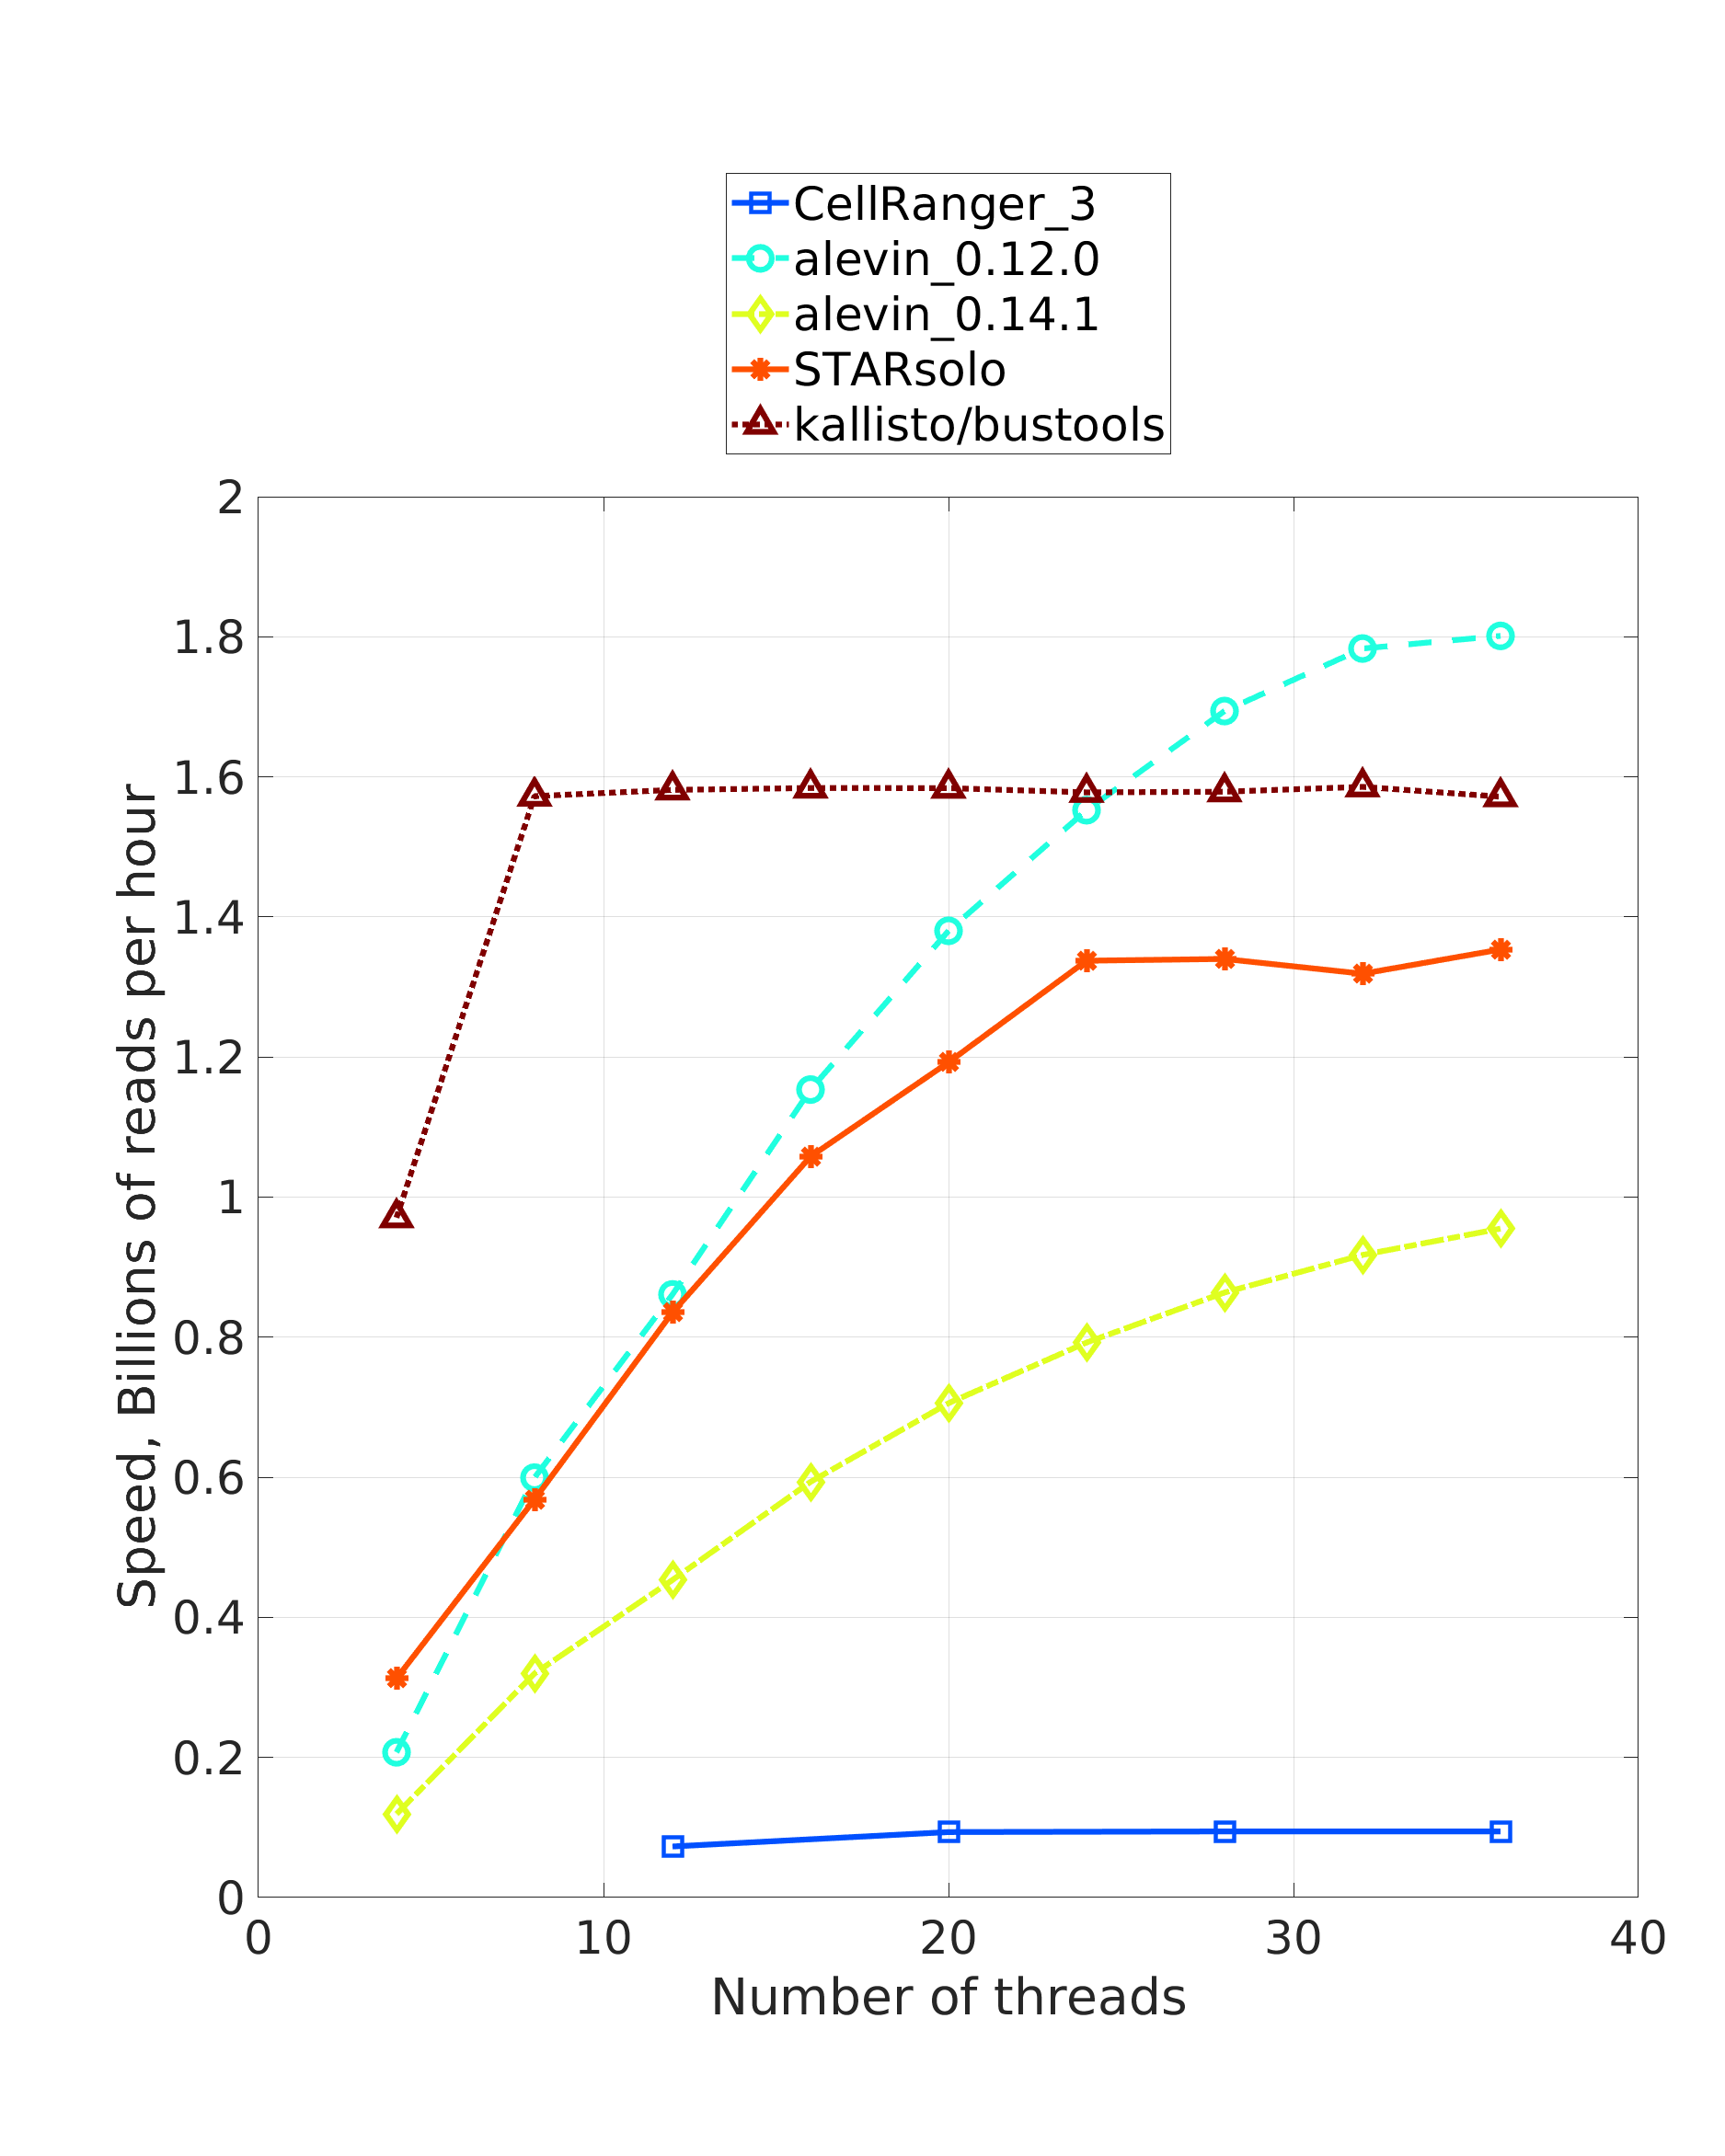 CellRanger_3
alevin_0.12.0
alevin_0.14.1
STARsolo
kallisto/bustools
2
1.8
1.6
1.4
1.2
1
0.8
0.6
0.4
0.2
0
Speed, Billions of reads per hour
0 10 20 30 40
Number of threads